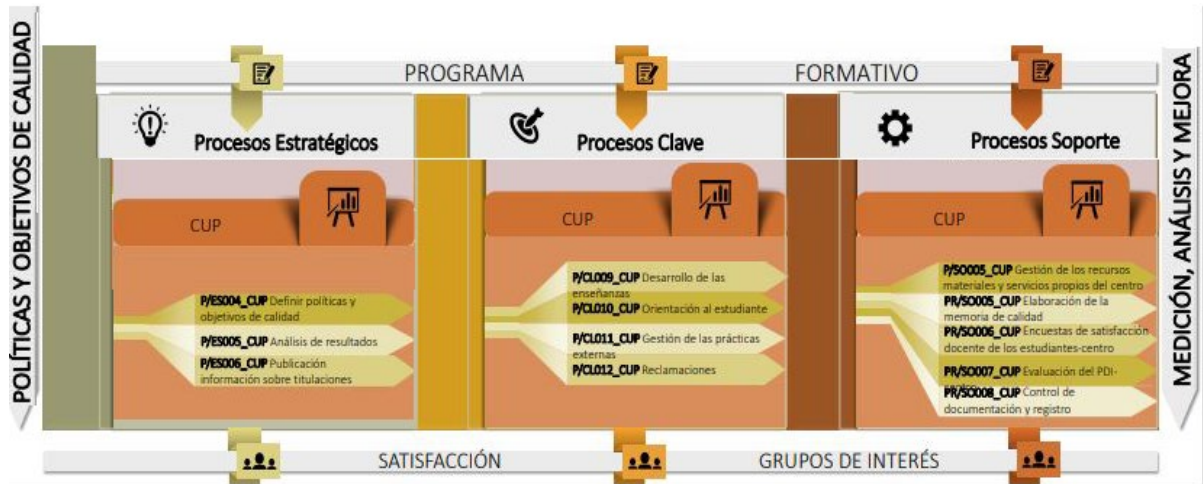 POLÍTICAS Y OBJETIVOS DE CALIDAD
PROGRAMA FORMATIVO
Procesos Estratégicos
CUP
P/ES004_CUP Definir políticas y
objetivos de calidad
P/ES005_CUP Análisis de resultados
P/ES006_CUP Publicación
información sobre titulaciones
Procesos Clave
CUP
P/CL009_CUP Desarrollo de las
enseñanzas
P/CL010_CUP Orientación al estudiante
P/CL011_CUP Gestión de las prácticas
externas
P/CL012_CUP Reclamaciones
Procesos Soporte
CUP
P/SO005_CUP Gestión de los recursos
materiales y servicios propios del centro
PR/SO005_CUP Elaboración de la
memoria de calidad
PR/SO006_CUP Encuestas de satisfacción
docente de los estudiantes-centro
PR/SO007_CUP Evaluación del PDI-
PR/SO008_CUP Control de
documentación y registro
SATISFACCIÓN GRUPOS DE INTERÉS
MEDICIÓN, ANÁLISIS Y MEJORA